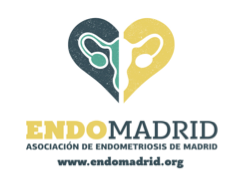 ENDOMADRID
ASOCIACIÓN DE ENDOMETRIOSIS DE MADRID
www.endomadrid.org